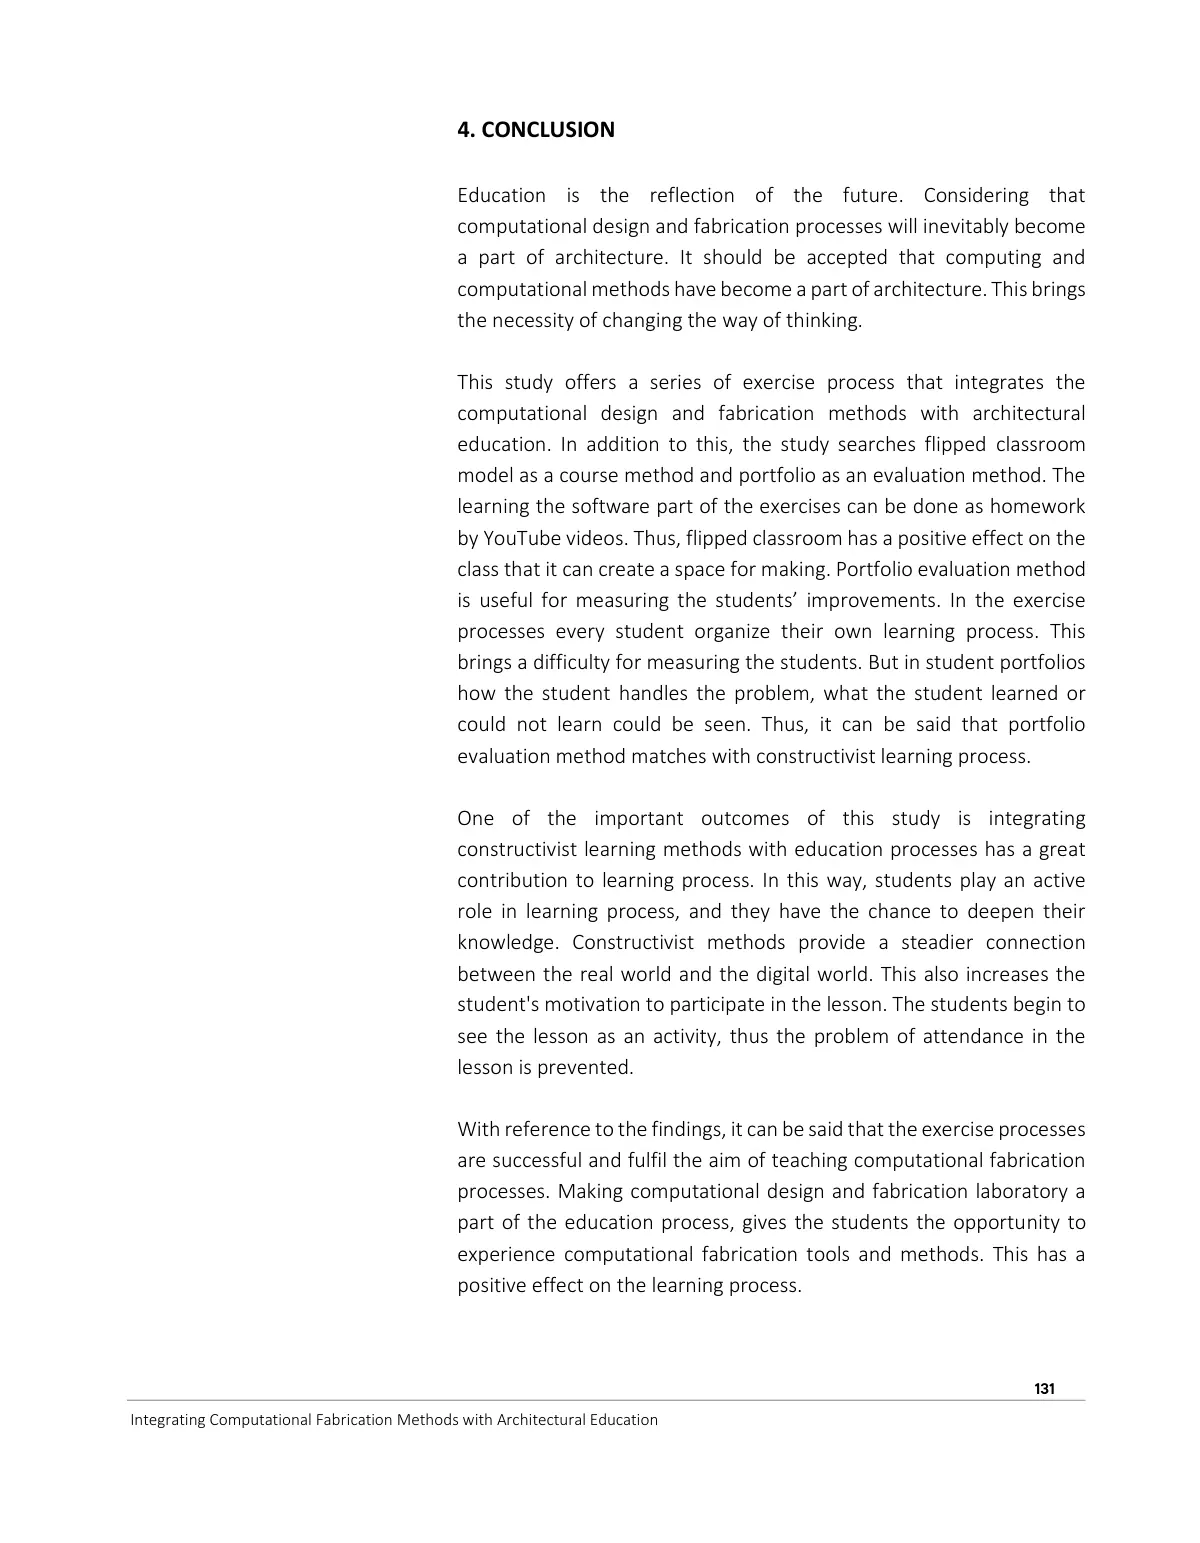 4. CONCLUSION
Education is the reflection of the future. Considering that
computational design and fabrication processes will inevitably become
a part of architecture. It should be accepted that computing and
computational methods have become a part of architecture. This brings
the necessity of changing the way of thinking.
This study offers a series of exercise process that integrates the
computational design and fabrication methods with architectural
education. In addition to this, the study searches flipped classroom
model as a course method and portfolio as an evaluation method. The
learning the software part of the exercises can be done as homework
by YouTube videos. Thus, flipped classroom has a positive effect on the
class that it can create a space for making. Portfolio evaluation method
is useful for measuring the students’ improvements. In the exercise
processes every student organize their own learning process. This
brings a difficulty for measuring the students. But in student portfolios
how the student handles the problem, what the student learned or
could not learn could be seen. Thus, it can be said that portfolio
evaluation method matches with constructivist learning process.
One of the important outcomes of this study is integrating
constructivist learning methods with education processes has a great
contribution to learning process. In this way, students play an active
role in learning process, and they have the chance to deepen their
knowledge. Constructivist methods provide a steadier connection
between the real world and the digital world. This also increases the
student's motivation to participate in the lesson. The students begin to
see the lesson as an activity, thus the problem of attendance in the
lesson is prevented.
With reference to the findings, it can be said that the exercise processes
are successful and fulfil the aim of teaching computational fabrication
processes. Making computational design and fabrication laboratory a
part of the education process, gives the students the opportunity to
experience computational fabrication tools and methods. This has a
positive effect on the learning process.
131
Integrating Computational Fabrication Methods with Architectural Education